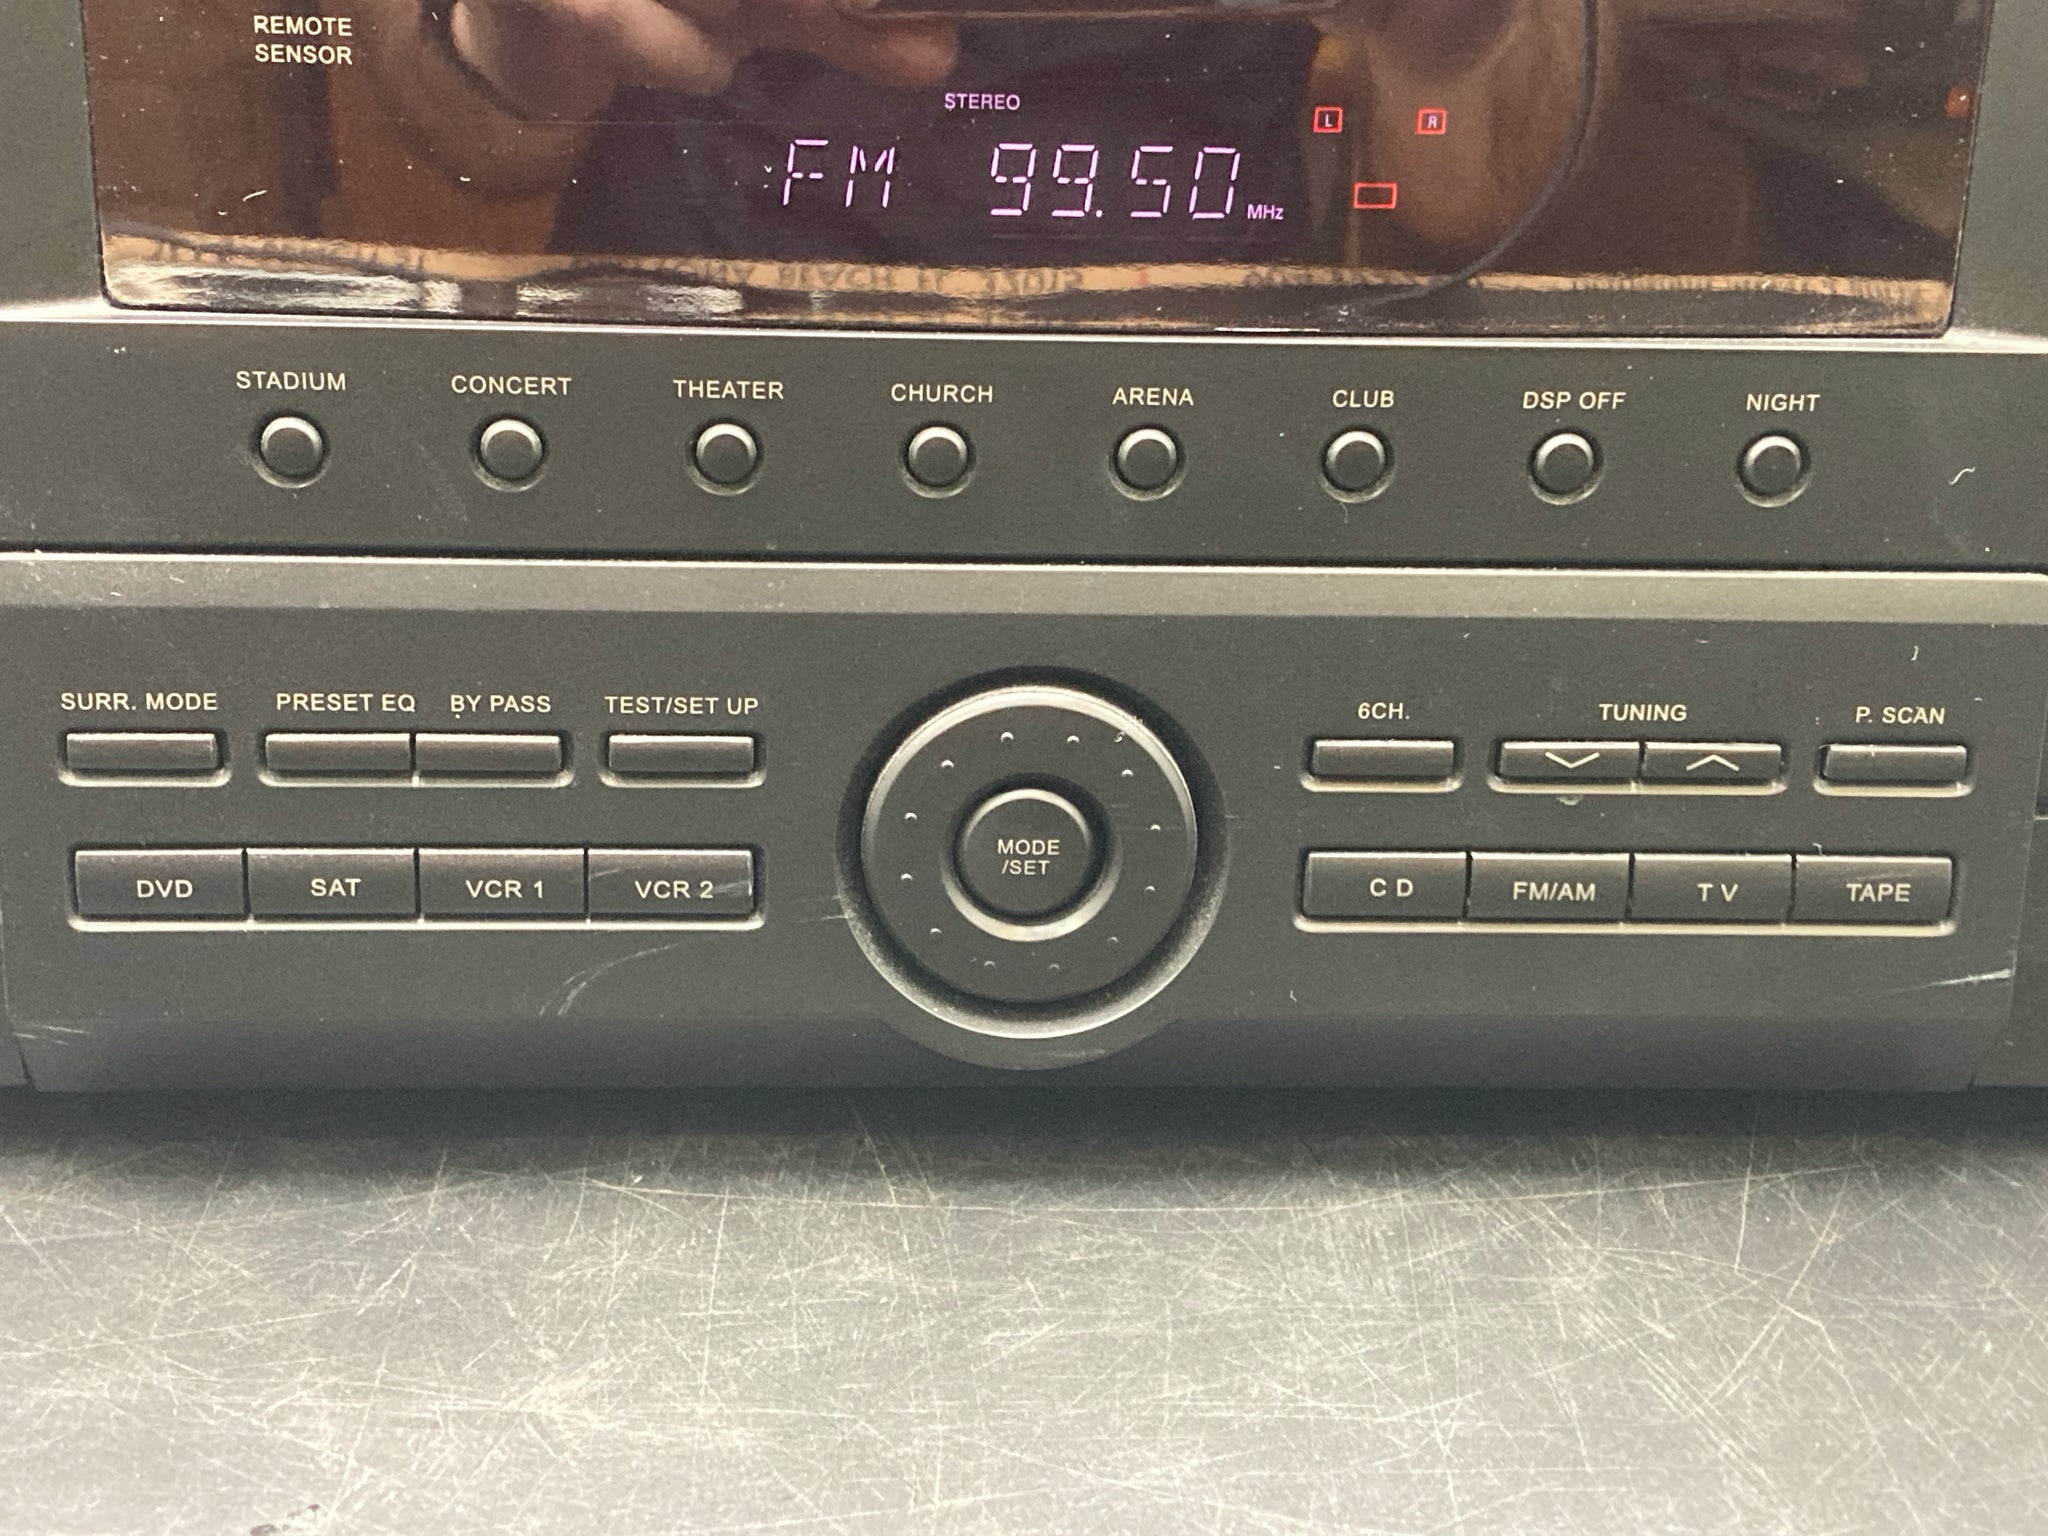 REMOTE
SENSOR
STEREO
L R
FM 99.50 MHz
STADIUM CONCERT THEATER CHURCH ARENA CLUB DSP OFF NIGHT
SURR. MODE PRESET EQ BY PASS TEST/SET UP 6CH. TUNING P. SCAN
MODE
/SET
DVD SAT VCR 1 VCR 2 CD FM/AM TV TAPE